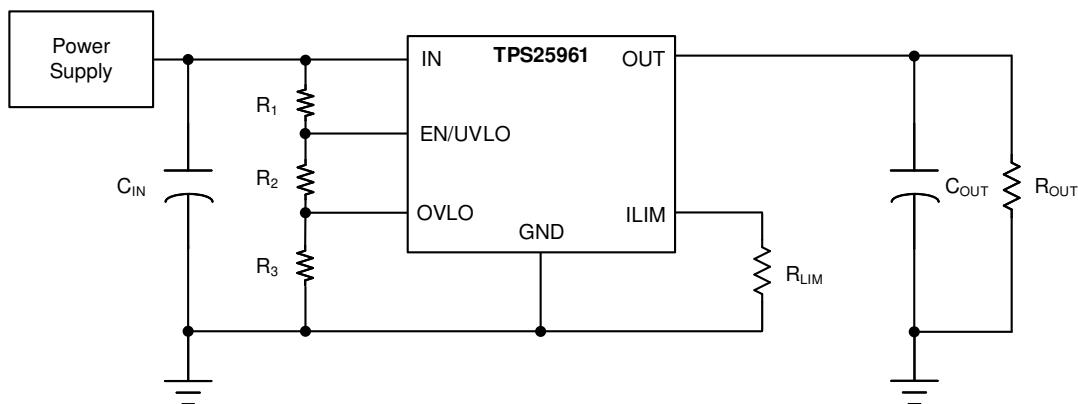 Power
Supply
IN
TPS25961
OUT
R1
EN/UVLO
CIN
R2
COUT
ROUT
OVLO
ILIM
GND
R3
RLIM